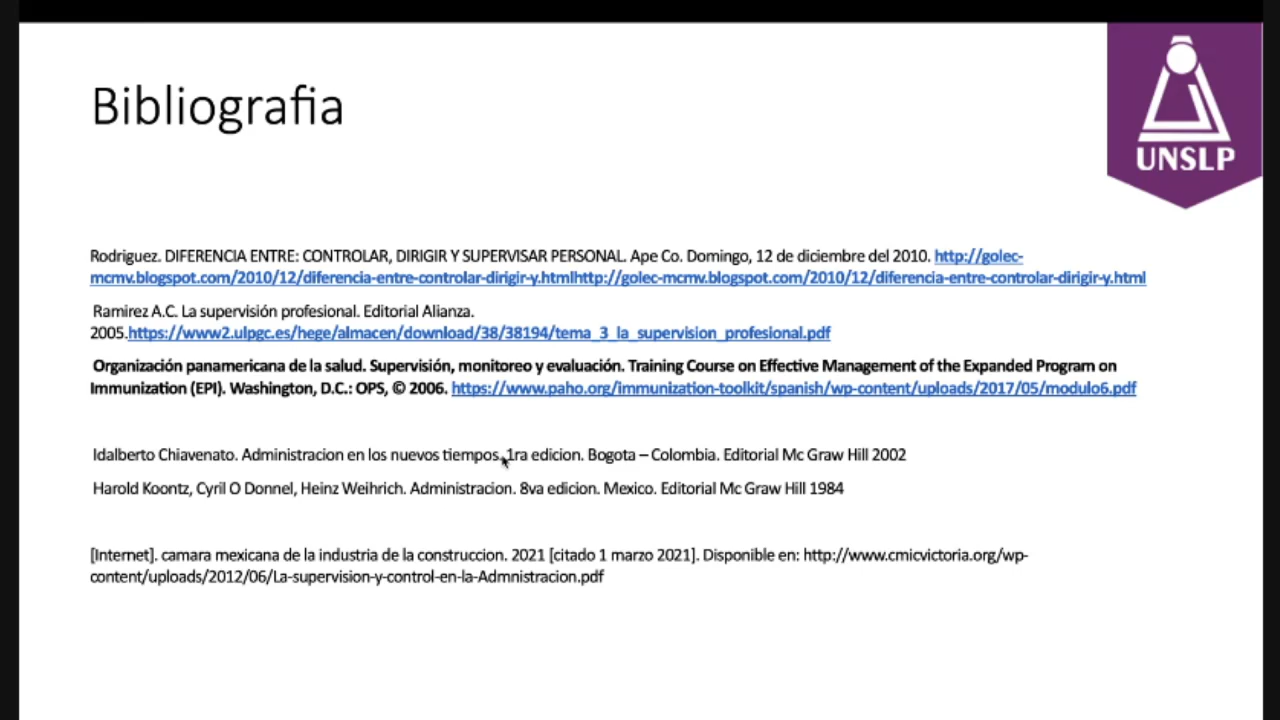 Bibliografia
UNSLP
Rodriguez. DIFERENCIA ENTRE: CONTROLAR, DIRIGIR Y SUPERVISAR PERSONAL. Ape Co. Domingo, 12 de diciembre del 2010. http://golec-
mcmv.blogspot.com/2010/12/diferencia-entre-controlar-dirigir-y.htmlhttp://golec-mcmv.blogspot.com/2010/12/diferencia-entre-controlar-dirigir-y.html
Ramirez A.C. La supervisión profesional. Editorial Alianza.
2005.https://www2.ulpgc.es/hege/almacen/download/38/38194/tema_3_la_supervision_profesional.pdf
Organización panamericana de la salud. Supervisión, monitoreo y evaluación. Training Course on Effective Management of the Expanded Program on
Immunization (EPI). Washington, D.C.: OPS, © 2006. https://www.paho.org/immunization-toolkit/spanish/wp-content/uploads/2017/05/modulo6.pdf
Idalberto Chiavenato. Administracion en los nuevos tiempos. 1ra edicion. Bogota – Colombia. Editorial Mc Graw Hill 2002
Harold Koontz, Cyril O Donnel, Heinz Weihrich. Administracion. 8va edicion. Mexico. Editorial Mc Graw Hill 1984
[Internet]. camara mexicana de la industria de la construccion. 2021 [citado 1 marzo 2021]. Disponible en: http://www.cmicvictoria.org/wp-
content/uploads/2012/06/La-supervision-y-control-en-la-Admnistracion.pdf